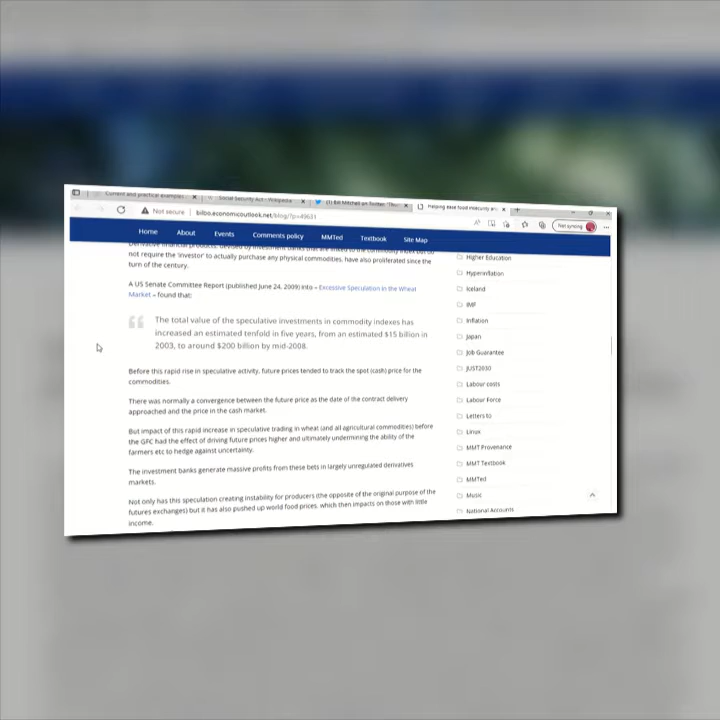 Current and practical examples
Social Security Act - Wikipedia
(1) Bill Mitchell on Twitter: "Thu
Helping ease food insecurity an
Not secure | bilbo.economicoutlook.net/blog/?p=49631
Not syncing
Home About Events Comments policy MMTed Textbook Site Map
not require the 'investor' to actually purchase any physical commodities, have also proliferated since the
turn of the century.
A US Senate Committee Report (published June 24, 2009) into – Excessive Speculation in the Wheat
Market – found that:
The total value of the speculative investments in commodity indexes has
increased an estimated tenfold in five years, from an estimated $15 billion in
2003, to around $200 billion by mid-2008.
Before this rapid rise in speculative activity, future prices tended to track the spot (cash) price for the
commodities.
There was normally a convergence between the future price as the date of the contract delivery
approached and the price in the cash market.
But impact of this rapid increase in speculative trading in wheat (and all agricultural commodities) before
the GFC had the effect of driving future prices higher and ultimately undermining the ability of the
farmers etc to hedge against uncertainty.
The investment banks generate massive profits from these bets in largely unregulated derivatives
markets.
Not only has this speculation creating instability for producers (the opposite of the original purpose of the
futures exchanges) but it has also pushed up world food prices, which then impacts on those with little
income.
Higher Education
Hyperinflation
Iceland
IMF
Inflation
Japan
Job Guarantee
JUST2030
Labour costs
Labour Force
Letters to
Linux
MMT Provenance
MMT Textbook
MMTed
Music
National Accounts